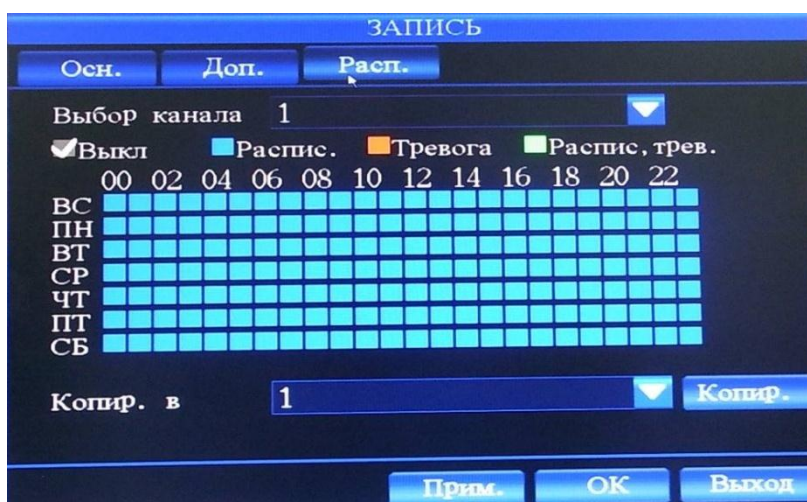 ЗАПИСЬ
Осн. Доп. Расп.
Выбор канала 1
Выкл Распис. Тревога Распис,трев.
00 02 04 06 08 10 12 14 16 18 20 22
ВС
ПН
ВТ
СР
ЧТ
ПТ
СБ
Копир. в 1 Копир.
Прим. ОК Выход